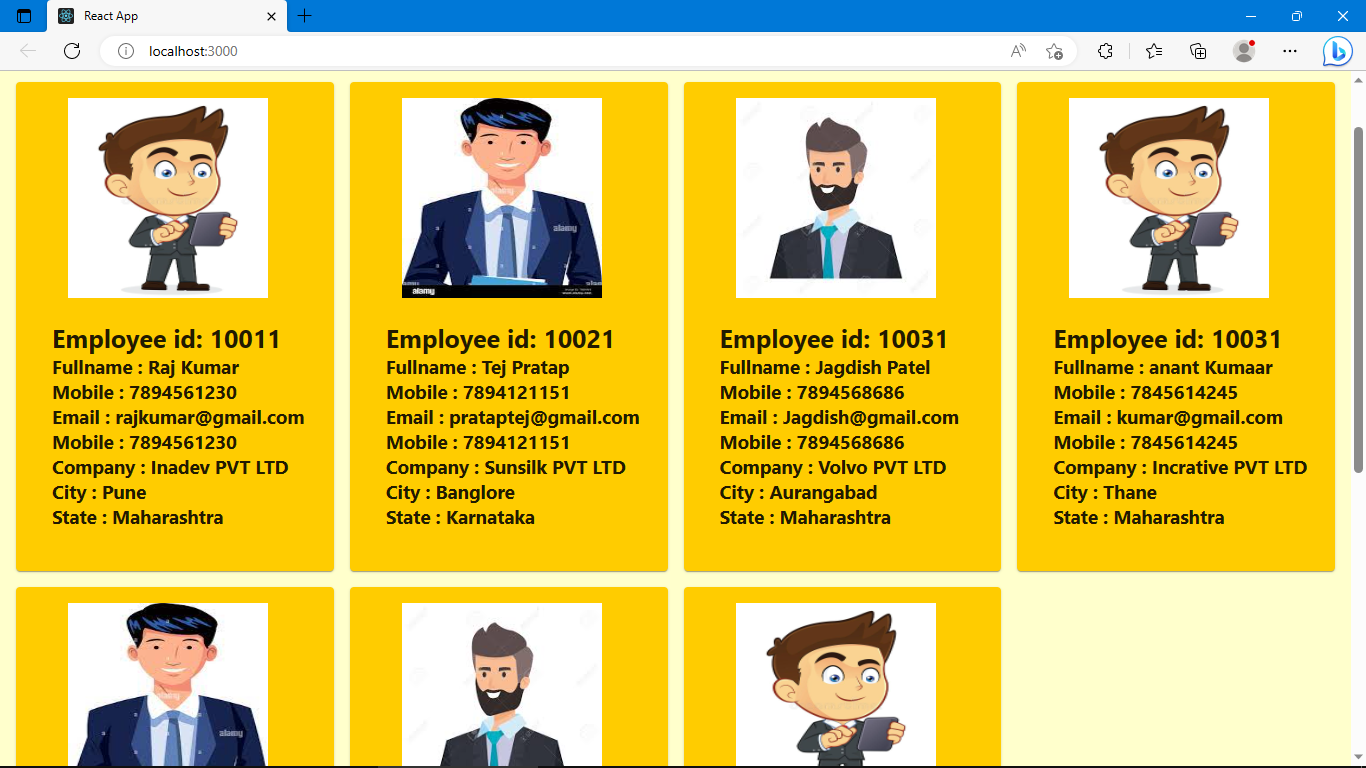 React App
localhost:3000
alamy
alamy
alamy
Employee id: 10011
Fullname : Raj Kumar
Mobile : 7894561230
Email : rajkumar@gmail.com
Mobile : 7894561230
Company : Inadev PVT LTD
City : Pune
State : Maharashtra
Employee id: 10021
Fullname : Tej Pratap
Mobile : 7894121151
Email : prataptej@gmail.com
Mobile : 7894121151
Company : Sunsilk PVT LTD
City : Banglore
State : Karnataka
Employee id: 10031
Fullname : Jagdish Patel
Mobile : 7894568686
Email : Jagdish@gmail.com
Mobile : 7894568686
Company : Volvo PVT LTD
City : Aurangabad
State : Maharashtra
Employee id: 10031
Fullname : anant Kumaar
Mobile : 7845614245
Email : kumar@gmail.com
Mobile : 7845614245
Company : Incrative PVT LTD
City : Thane
State : Maharashtra
alamy
alamy